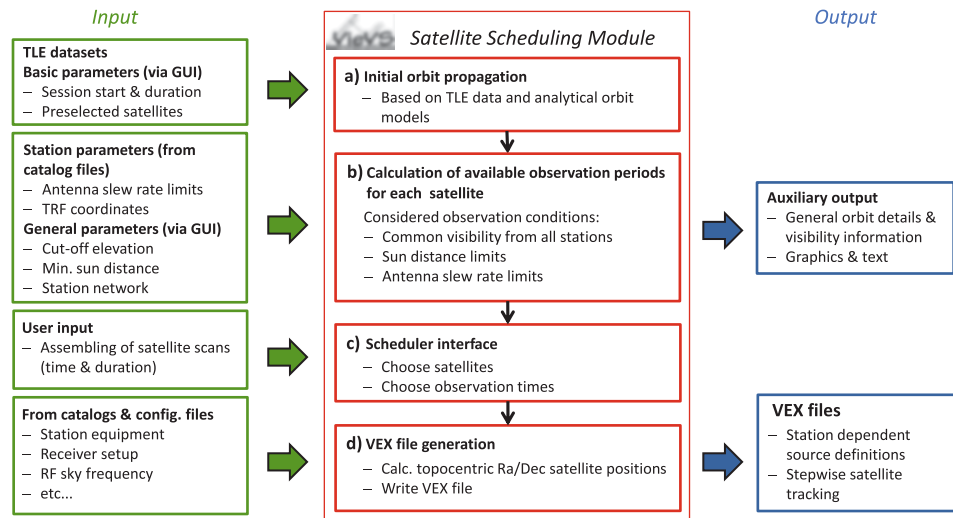 Input
TLE datasets
Basic parameters (via GUI)
– Session start & duration
– Preselected satellites
Station parameters (from
catalog files)
– Antenna slew rate limits
– TRF coordinates
General parameters (via GUI)
– Cut-off elevation
– Min. sun distance
– Station network
User input
– Assembling of satellite scans
(time & duration)
From catalogs & config. files
– Station equipment
– Receiver setup
– RF sky frequency
– etc...
VieVS
Satellite Scheduling Module
a) Initial orbit propagation
– Based on TLE data and analytical orbit
models
b) Calculation of available observation periods
for each satellite
Considered observation conditions:
– Common visibility from all stations
– Sun distance limits
– Antenna slew rate limits
c) Scheduler interface
– Choose satellites
– Choose observation times
d) VEX file generation
– Calc. topocentric Ra/Dec satellite positions
– Write VEX file
Output
Auxiliary output
– General orbit details &
visibility information
– Graphics & text
VEX files
– Station dependent
source definitions
– Stepwise satellite
tracking